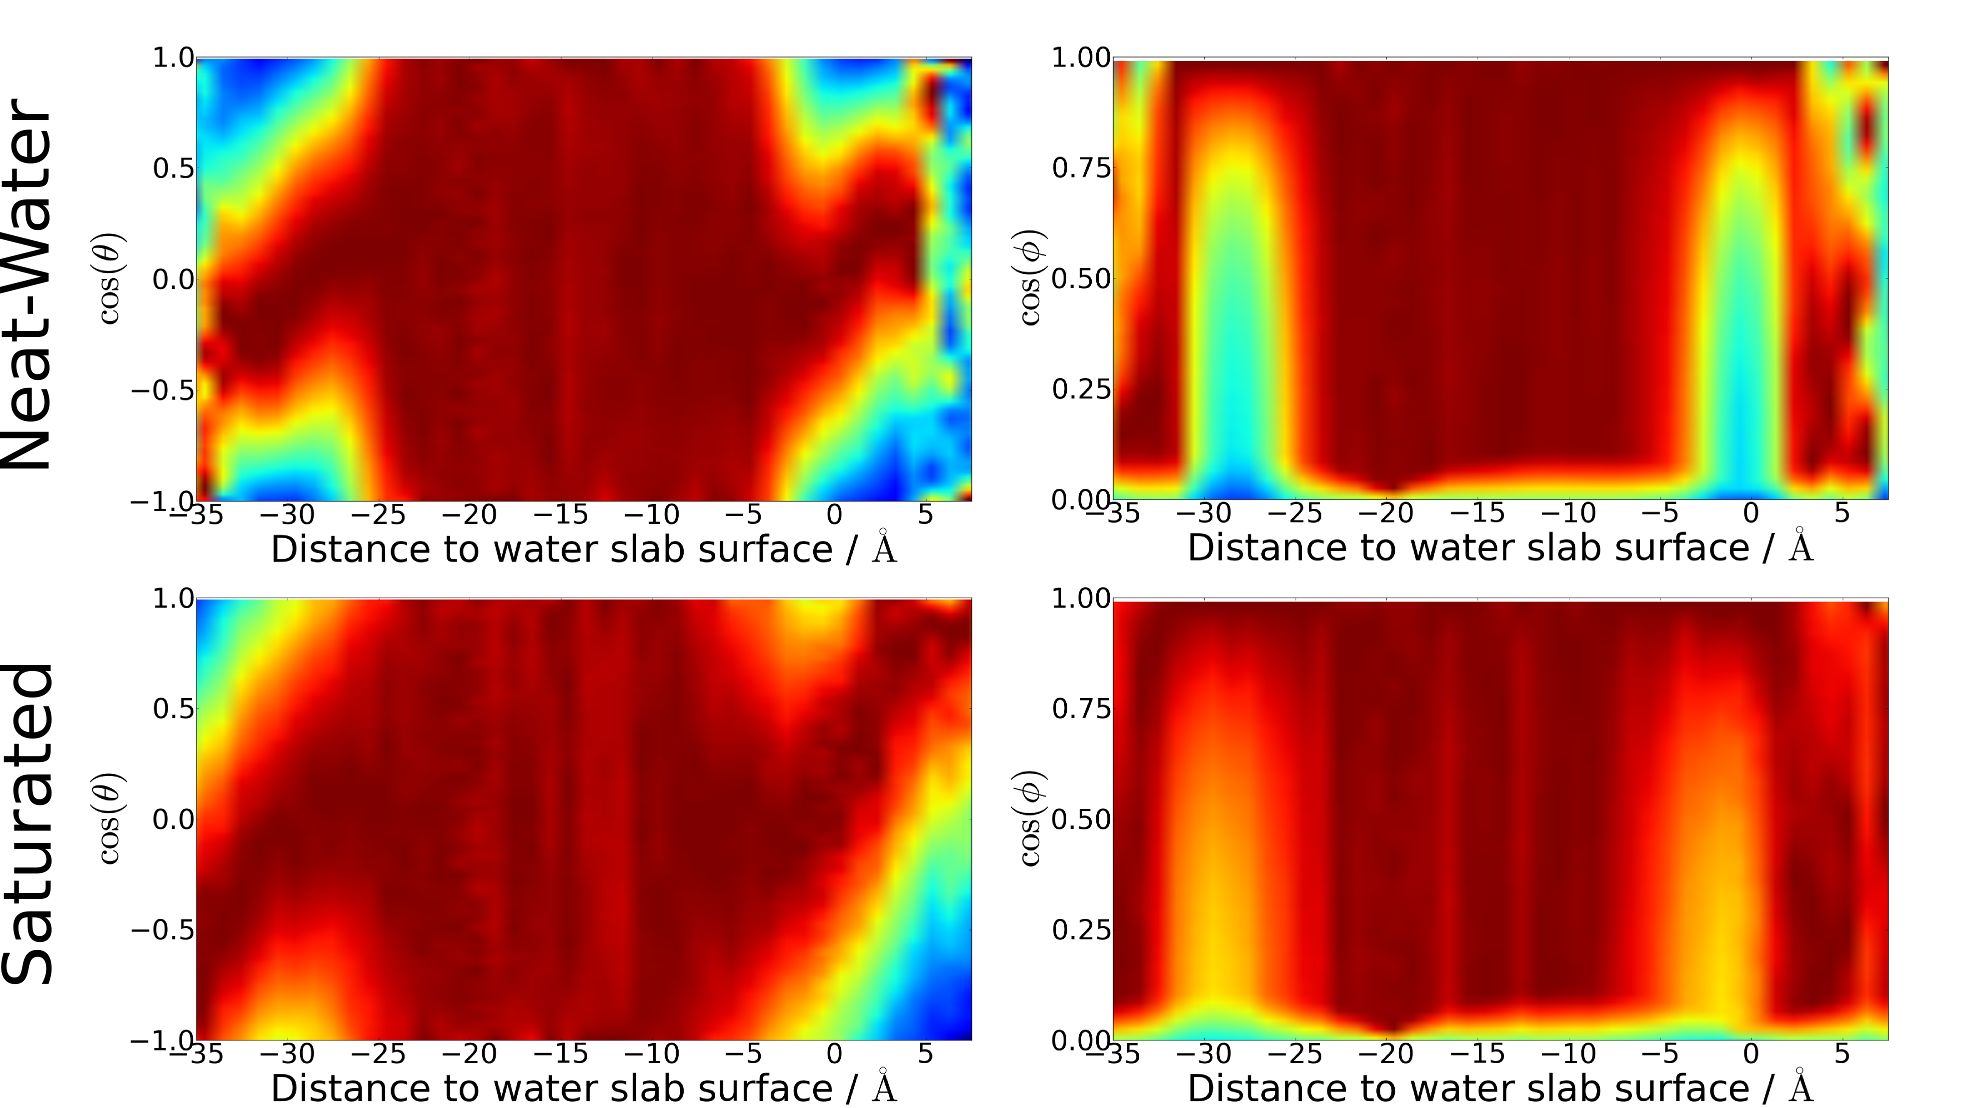 Neat-Water
1.0
0.5
0.0
−0.5
−1.0
cos(θ)
−35 −30 −25 −20 −15 −10 −5 0 5
Distance to water slab surface / Å
1.00
0.75
0.50
0.25
0.00
cos(ϕ)
−35 −30 −25 −20 −15 −10 −5 0 5
Distance to water slab surface / Å
Saturated
1.0
0.5
0.0
−0.5
−1.0
cos(θ)
−35 −30 −25 −20 −15 −10 −5 0 5
Distance to water slab surface / Å
1.00
0.75
0.50
0.25
0.00
cos(ϕ)
−35 −30 −25 −20 −15 −10 −5 0 5
Distance to water slab surface / Å